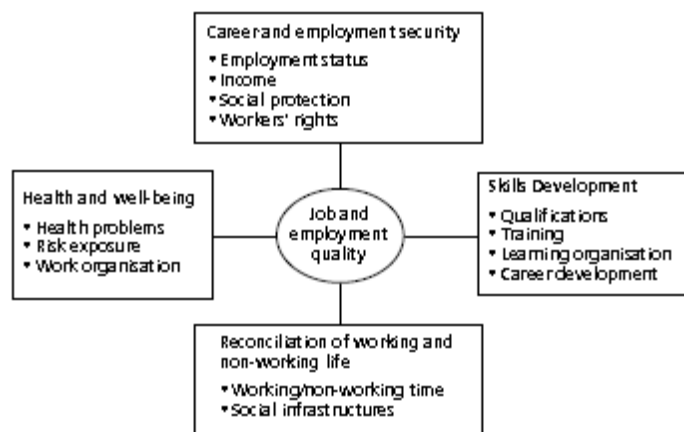 Career and employment security
• Employment status
• Income
• Social protection
• Workers' rights
Health and well-being
• Health problems
• Risk exposure
• Work organisation
Job and
employment
quality
Skills Development
• Qualifications
• Training
• Learning organisation
• Career development
Reconciliation of working and
non-working life
• Working/non-working time
• Social infrastructures